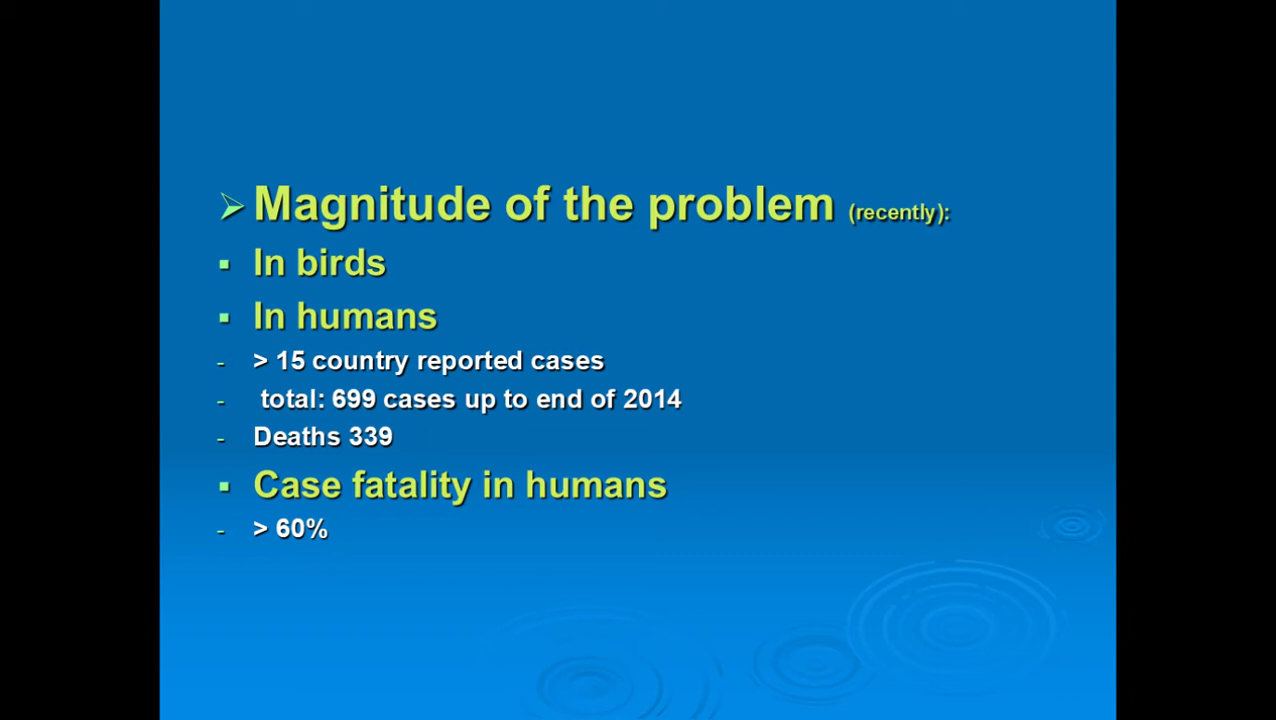 ➢ Magnitude of the problem (recently):
▪ In birds
▪ In humans
- > 15 country reported cases
- total: 699 cases up to end of 2014
- Deaths 339
▪ Case fatality in humans
- > 60%